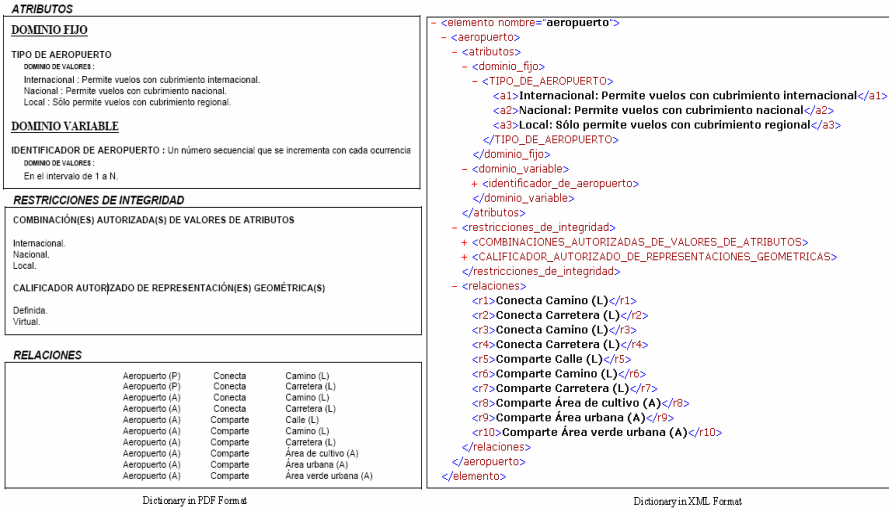 ATRIBUTOS
DOMINIO FIJO
TIPO DE AEROPUERTO
DOMINIO DE VALORES :
Internacional : Permite vuelos con cubrimiento internacional.
Nacional : Permite vuelos con cubrimiento nacional.
Local : Sólo permite vuelos con cubrimiento regional.
DOMINIO VARIABLE
IDENTIFICADOR DE AEROPUERTO : Un número secuencial que se incrementa con cada ocurrencia
DOMINIO DE VALORES :
En el intervalo de 1 a N.
RESTRICCIONES DE INTEGRIDAD
COMBINACIÓN(ES) AUTORIZADA(S) DE VALORES DE ATRIBUTOS
Internacional.
Nacional.
Local.
CALIFICADOR AUTORIZADO DE REPRESENTACIÓN(ES) GEOMÉTRICA(S)
Definida.
Virtual.
RELACIONES
Aeropuerto (P) Conecta Camino (L)
Aeropuerto (P) Conecta Carretera (L)
Aeropuerto (A) Conecta Camino (L)
Aeropuerto (A) Conecta Carretera (L)
Aeropuerto (A) Comparte Calle (L)
Aeropuerto (A) Comparte Camino (L)
Aeropuerto (A) Comparte Carretera (L)
Aeropuerto (A) Comparte Área de cultivo (A)
Aeropuerto (A) Comparte Área urbana (A)
Aeropuerto (A) Comparte Área verde urbana (A)
Dictionary in PDF Format
- <elemento nombre="aeropuerto">
- <aeropuerto>
- <atributos>
- <dominio_fijo>
- <TIPO_DE_AEROPUERTO>
<a1>Internacional: Permite vuelos con cubrimiento internacional</a1>
<a2>Nacional: Permite vuelos con cubrimiento nacional</a2>
<a3>Local: Sólo permite vuelos con cubrimiento regional</a3>
</TIPO_DE_AEROPUERTO>
</dominio_fijo>
- <dominio_variable>
+ <identificador_de_aeropuerto>
</dominio_variable>
</atributos>
- <restricciones_de_integridad>
+ <COMBINACIONES_AUTORIZADAS_DE_VALORES_DE_ATRIBUTOS>
+ <CALIFICADOR_AUTORIZADO_DE_REPRESENTACIONES_GEOMETRICAS>
</restricciones_de_integridad>
- <relaciones>
<r1>Conecta Camino (L)</r1>
<r2>Conecta Carretera (L)</r2>
<r3>Conecta Camino (L)</r3>
<r4>Conecta Carretera (L)</r4>
<r5>Comparte Calle (L)</r5>
<r6>Comparte Camino (L)</r6>
<r7>Comparte Carretera (L)</r7>
<r8>Comparte Área de cultivo (A)</r8>
<r9>Comparte Área urbana (A)</r9>
<r10>Comparte Área verde urbana (A)</r10>
</relaciones>
</aeropuerto>
</elemento>
Dictionary in XML Format